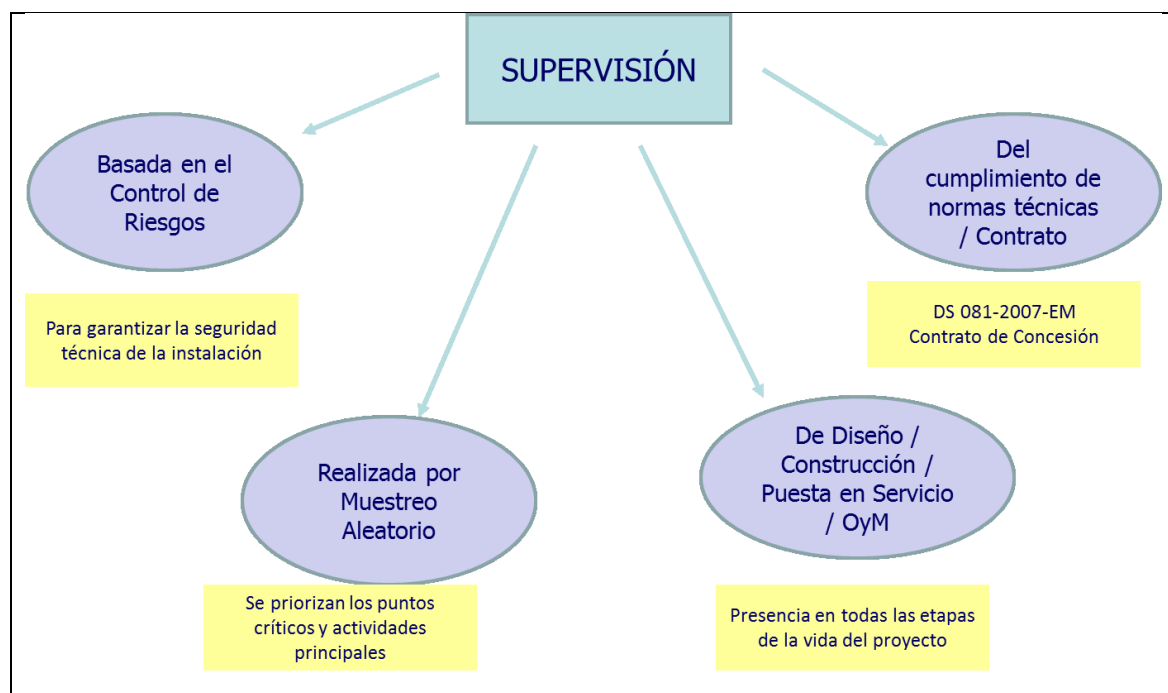 SUPERVISIÓN
Basada en el
Control de
Riesgos
Para garantizar la seguridad
técnica de la instalación
Realizada por
Muestreo
Aleatorio
Se priorizan los puntos
críticos y actividades
principales
De Diseño /
Construcción /
Puesta en Servicio
/ OyM
Presencia en todas las etapas
de la vida del proyecto
Del
cumplimiento de
normas técnicas
/ Contrato
DS 081-2007-EM
Contrato de Concesión